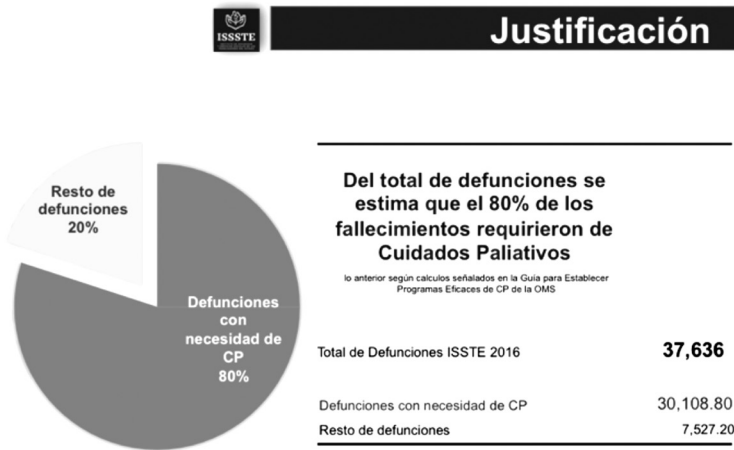 ISSSTE
Justificación
Resto de
defunciones
20%
Defunciones
con
necesidad de
CP
80%
Del total de defunciones se
estima que el 80% de los
fallecimientos requirieron de
Cuidados Paliativos
lo anterior según calculos señalados en la Guía para Establecer
Programas Eficaces de CP de la OMS
Total de Defunciones ISSTE 2016 37,636
Defunciones con necesidad de CP 30,108.80
Resto de defunciones 7,527.20